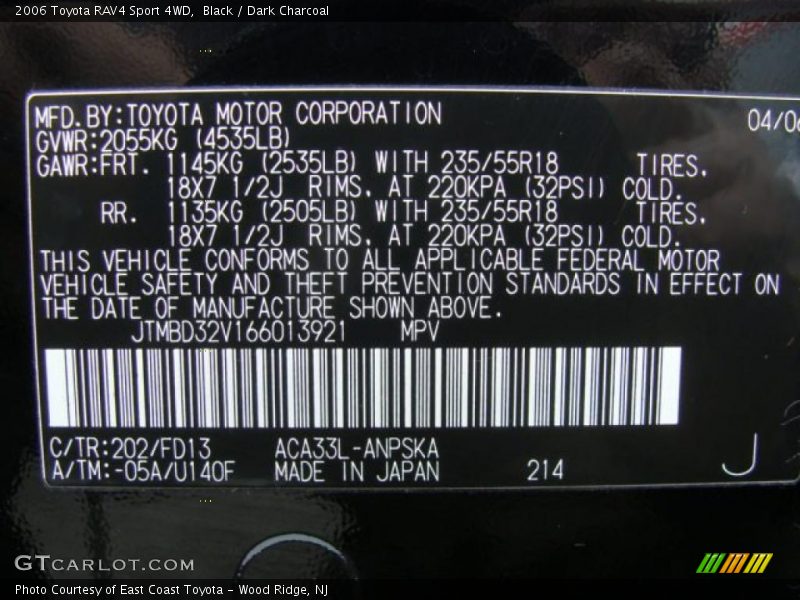 2006 Toyota RAV4 Sport 4WD, Black / Dark Charcoal
MFD.BY:TOYOTA MOTOR CORPORATION 04/06
GVWR:2055KG (4535LB)
GAWR:FRT. 1145KG (2535LB) WITH 235/55R18 TIRES.
18X7 1/2J RIMS. AT 220KPA (32PSI) COLD.
RR. 1135KG (2505LB) WITH 235/55R18 TIRES.
18X7 1/2J RIMS. AT 220KPA (32PSI) COLD.
THIS VEHICLE CONFORMS TO ALL APPLICABLE FEDERAL MOTOR
VEHICLE SAFETY AND THEFT PREVENTION STANDARDS IN EFFECT ON
THE DATE OF MANUFACTURE SHOWN ABOVE.
JTMBD32V166013921 MPV
C/TR:202/FD13 ACA33L-ANPSKA
A/TM:-05A/U140F MADE IN JAPAN 214 J
GTCARLOT.COM
Photo Courtesy of East Coast Toyota – Wood Ridge, NJ